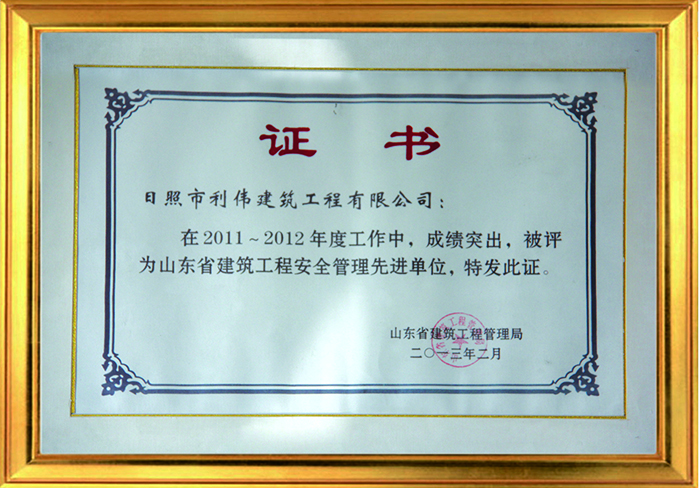 证书
日照市利伟建筑工程有限公司：
在2011～2012年度工作中，成绩突出，被评
为山东省建筑工程安全管理先进单位，特发此证。
山东省建筑工程管理局
二〇一三年二月